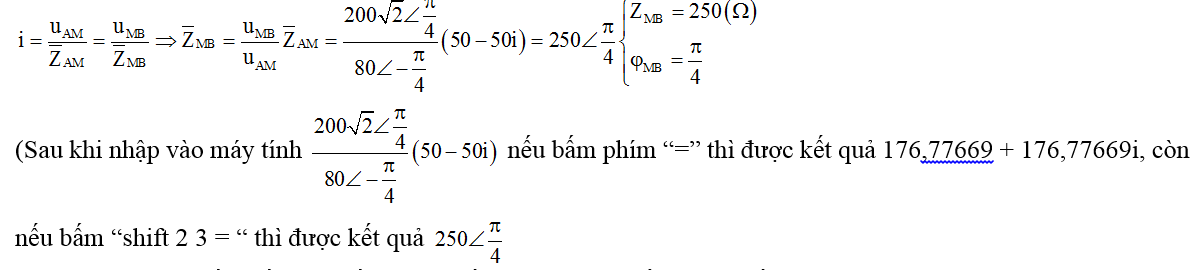 i = u_AM / Z̅_AM = u_MB / Z̅_MB ⇒ Z̅_MB = (u_MB / u_AM) Z̅_AM = (200√2∠π/4) / (80∠−π/4) (50 − 50i) = 250∠π/4 { Z_MB = 250(Ω) ; φ_MB = π/4
(Sau khi nhập vào máy tính (200√2∠π/4) / (80∠−π/4) (50 − 50i) nếu bấm phím “=” thì được kết quả 176,77669 + 176,77669i, còn
nếu bấm “shift 2 3 = “ thì được kết quả 250∠π/4